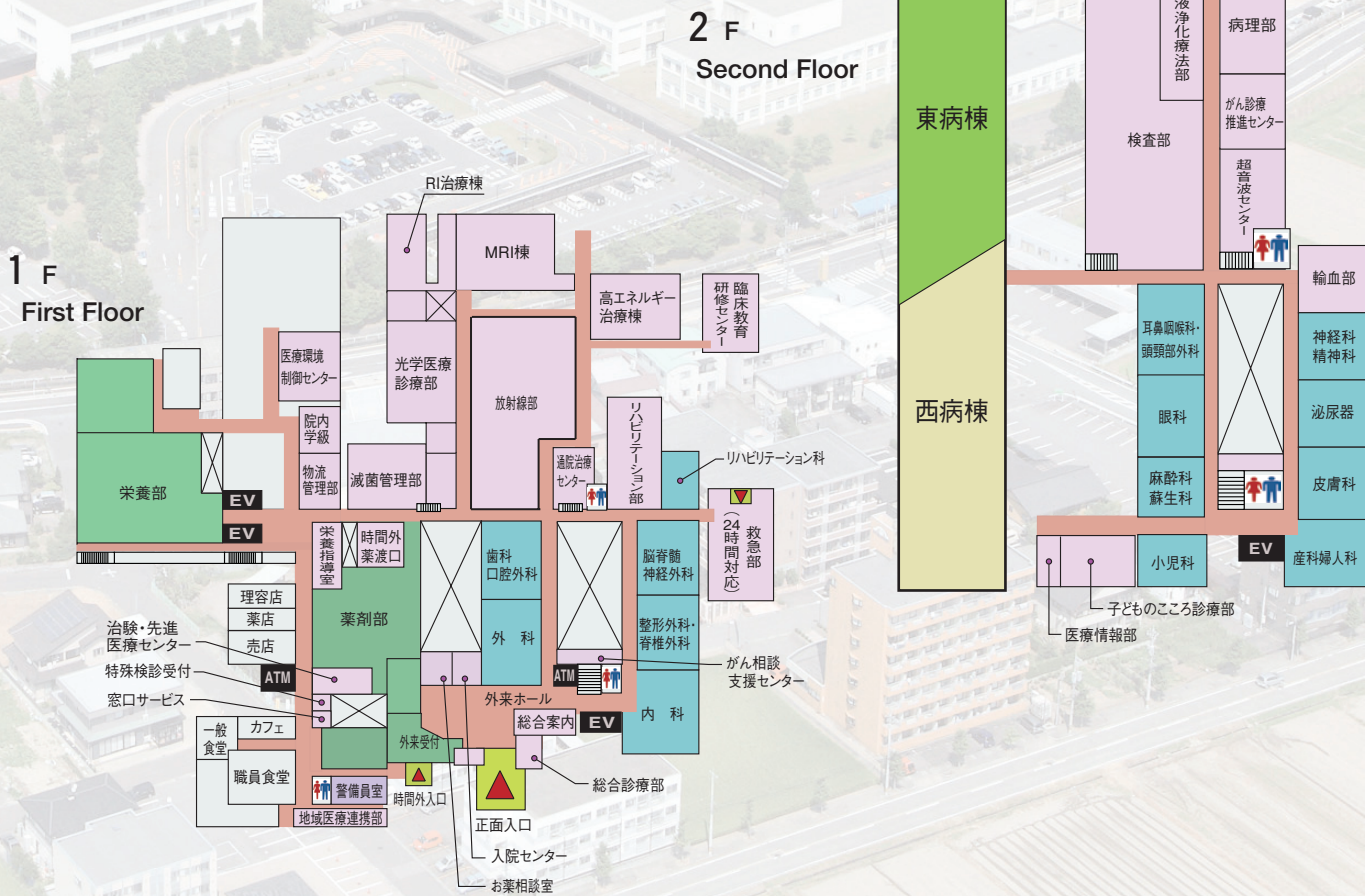 1 F
First Floor
RI治療棟
MRI棟
高エネルギー
治療棟
臨床教育
研修センター
医療環境
制御センター
光学医療
診療部
放射線部
院内
学級
物流
管理部
滅菌管理部
通院治療
センター
リハビリテーション部
リハビリテーション科
栄養部
EV
EV
栄養指導室
時間外
薬渡口
歯科
口腔外科
脳脊髄
神経外科
救急部
(24時間対応)
理容店
薬店
売店
ATM
薬剤部
外 科
整形外科・
脊椎外科
治験・先進
医療センター
特殊検診受付
窓口サービス
がん相談
支援センター
ATM
外来ホール
内 科
総合案内
EV
一般
食堂
カフェ
職員食堂
外来受付
総合診療部
警備員室
時間外入口
地域医療連携部
正面入口
入院センター
お薬相談室
2 F
Second Floor
東病棟
西病棟
液浄化療法部
病理部
検査部
がん診療
推進センター
超音波センター
輸血部
耳鼻咽喉科・
頭頸部外科
神経科
精神科
眼科
泌尿器
麻酔科
蘇生科
皮膚科
小児科
EV
産科婦人科
子どものこころ診療部
医療情報部